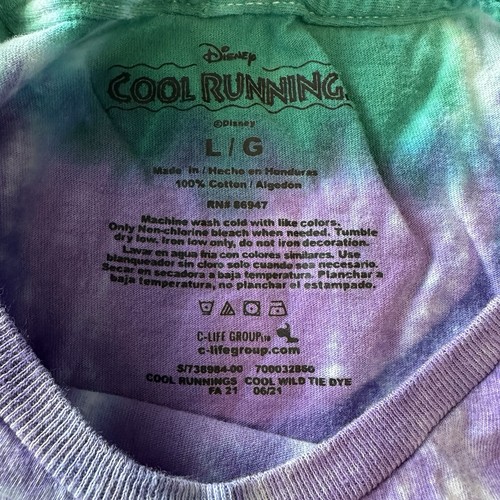 Disney
COOL RUNNINGS
©Disney
L / G
Made in / Hecho en Honduras
100% Cotton / Algodon
RN# 86947
Machine wash cold with like colors.
Only Non-chlorine bleach when needed. Tumble
dry low. Iron low only, do not iron decoration.
Lavar en agua fria con colores similares. Use
blanqueador sin cloro solo cuando sea necesario.
Secar en secadora a baja temperatura. Planchar a
baja temperatura, no planchar el estampado.
C-LIFE GROUP LTD
c-lifegroup.com
S/738984-00 700032860
COOL RUNNINGS COOL WILD TIE DYE
FA 21 06/21